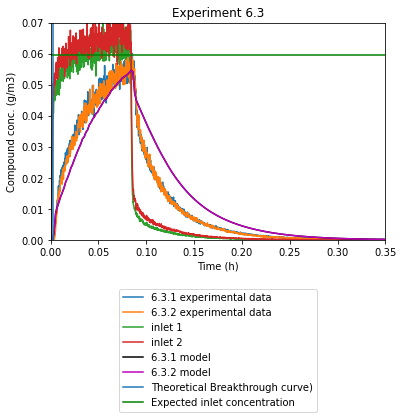 Experiment 6.3
Compound conc. (g/m3)
0.07
0.06
0.05
0.04
0.03
0.02
0.01
0.00
0.00 0.05 0.10 0.15 0.20 0.25 0.30 0.35
Time (h)
6.3.1 experimental data
6.3.2 experimental data
inlet 1
inlet 2
6.3.1 model
6.3.2 model
Theoretical Breakthrough curve)
Expected inlet concentration